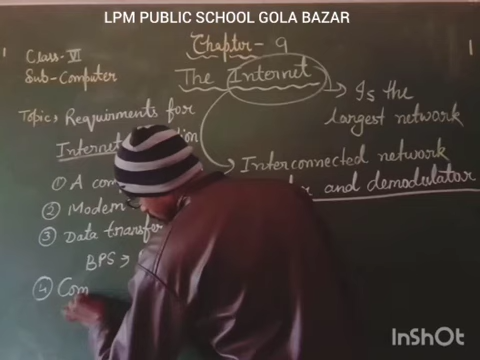 LPM PUBLIC SCHOOL GOLA BAZAR
Chapter - 9
Class - VI
Sub - Computer
The Internet
Is the
largest network
Topic, Requirments for
Internet
Interconnected network
and demodulator
① A com
② Modem
③ Data transfer
BPS →
④ Com
InShOt